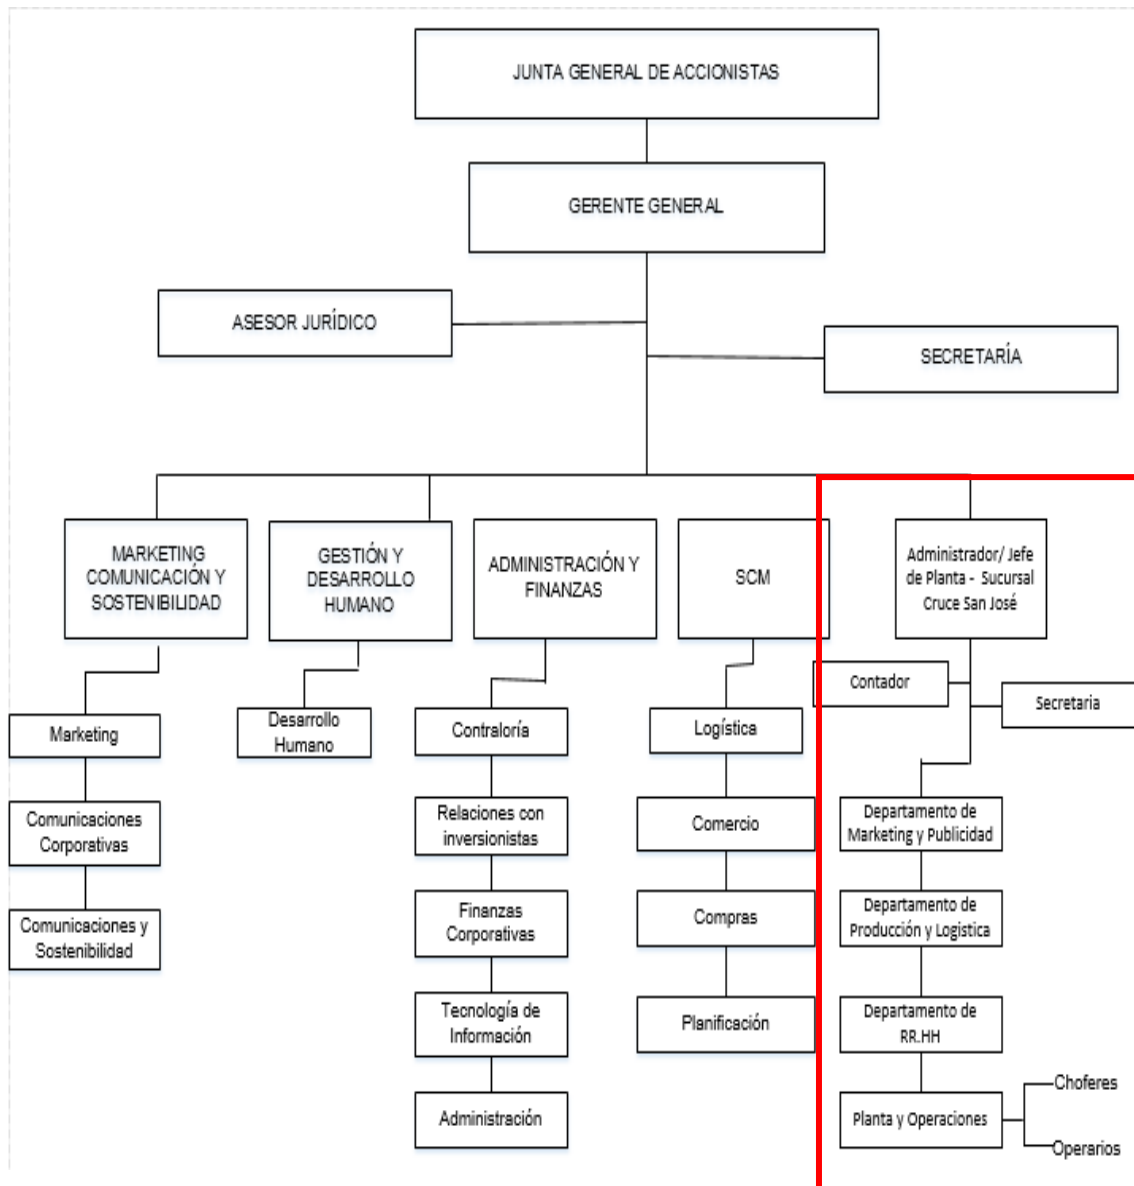 JUNTA GENERAL DE ACCIONISTAS
GERENTE GENERAL
ASESOR JURÍDICO
SECRETARÍA
MARKETING
COMUNICACIÓN Y
SOSTENIBILIDAD
GESTIÓN Y
DESARROLLO
HUMANO
ADMINISTRACIÓN Y
FINANZAS
SCM
Administrador/ Jefe
de Planta - Sucursal
Cruce San José
Marketing
Comunicaciones
Corporativas
Comunicaciones y
Sostenibilidad
Desarrollo
Humano
Contraloría
Relaciones con
inversionistas
Finanzas
Corporativas
Tecnología de
Información
Administración
Logística
Comercio
Compras
Planificación
Contador
Secretaria
Departamento de
Marketing y Publicidad
Departamento de
Producción y Logistica
Departamento de
RR.HH
Planta y Operaciones
Choferes
Operarios